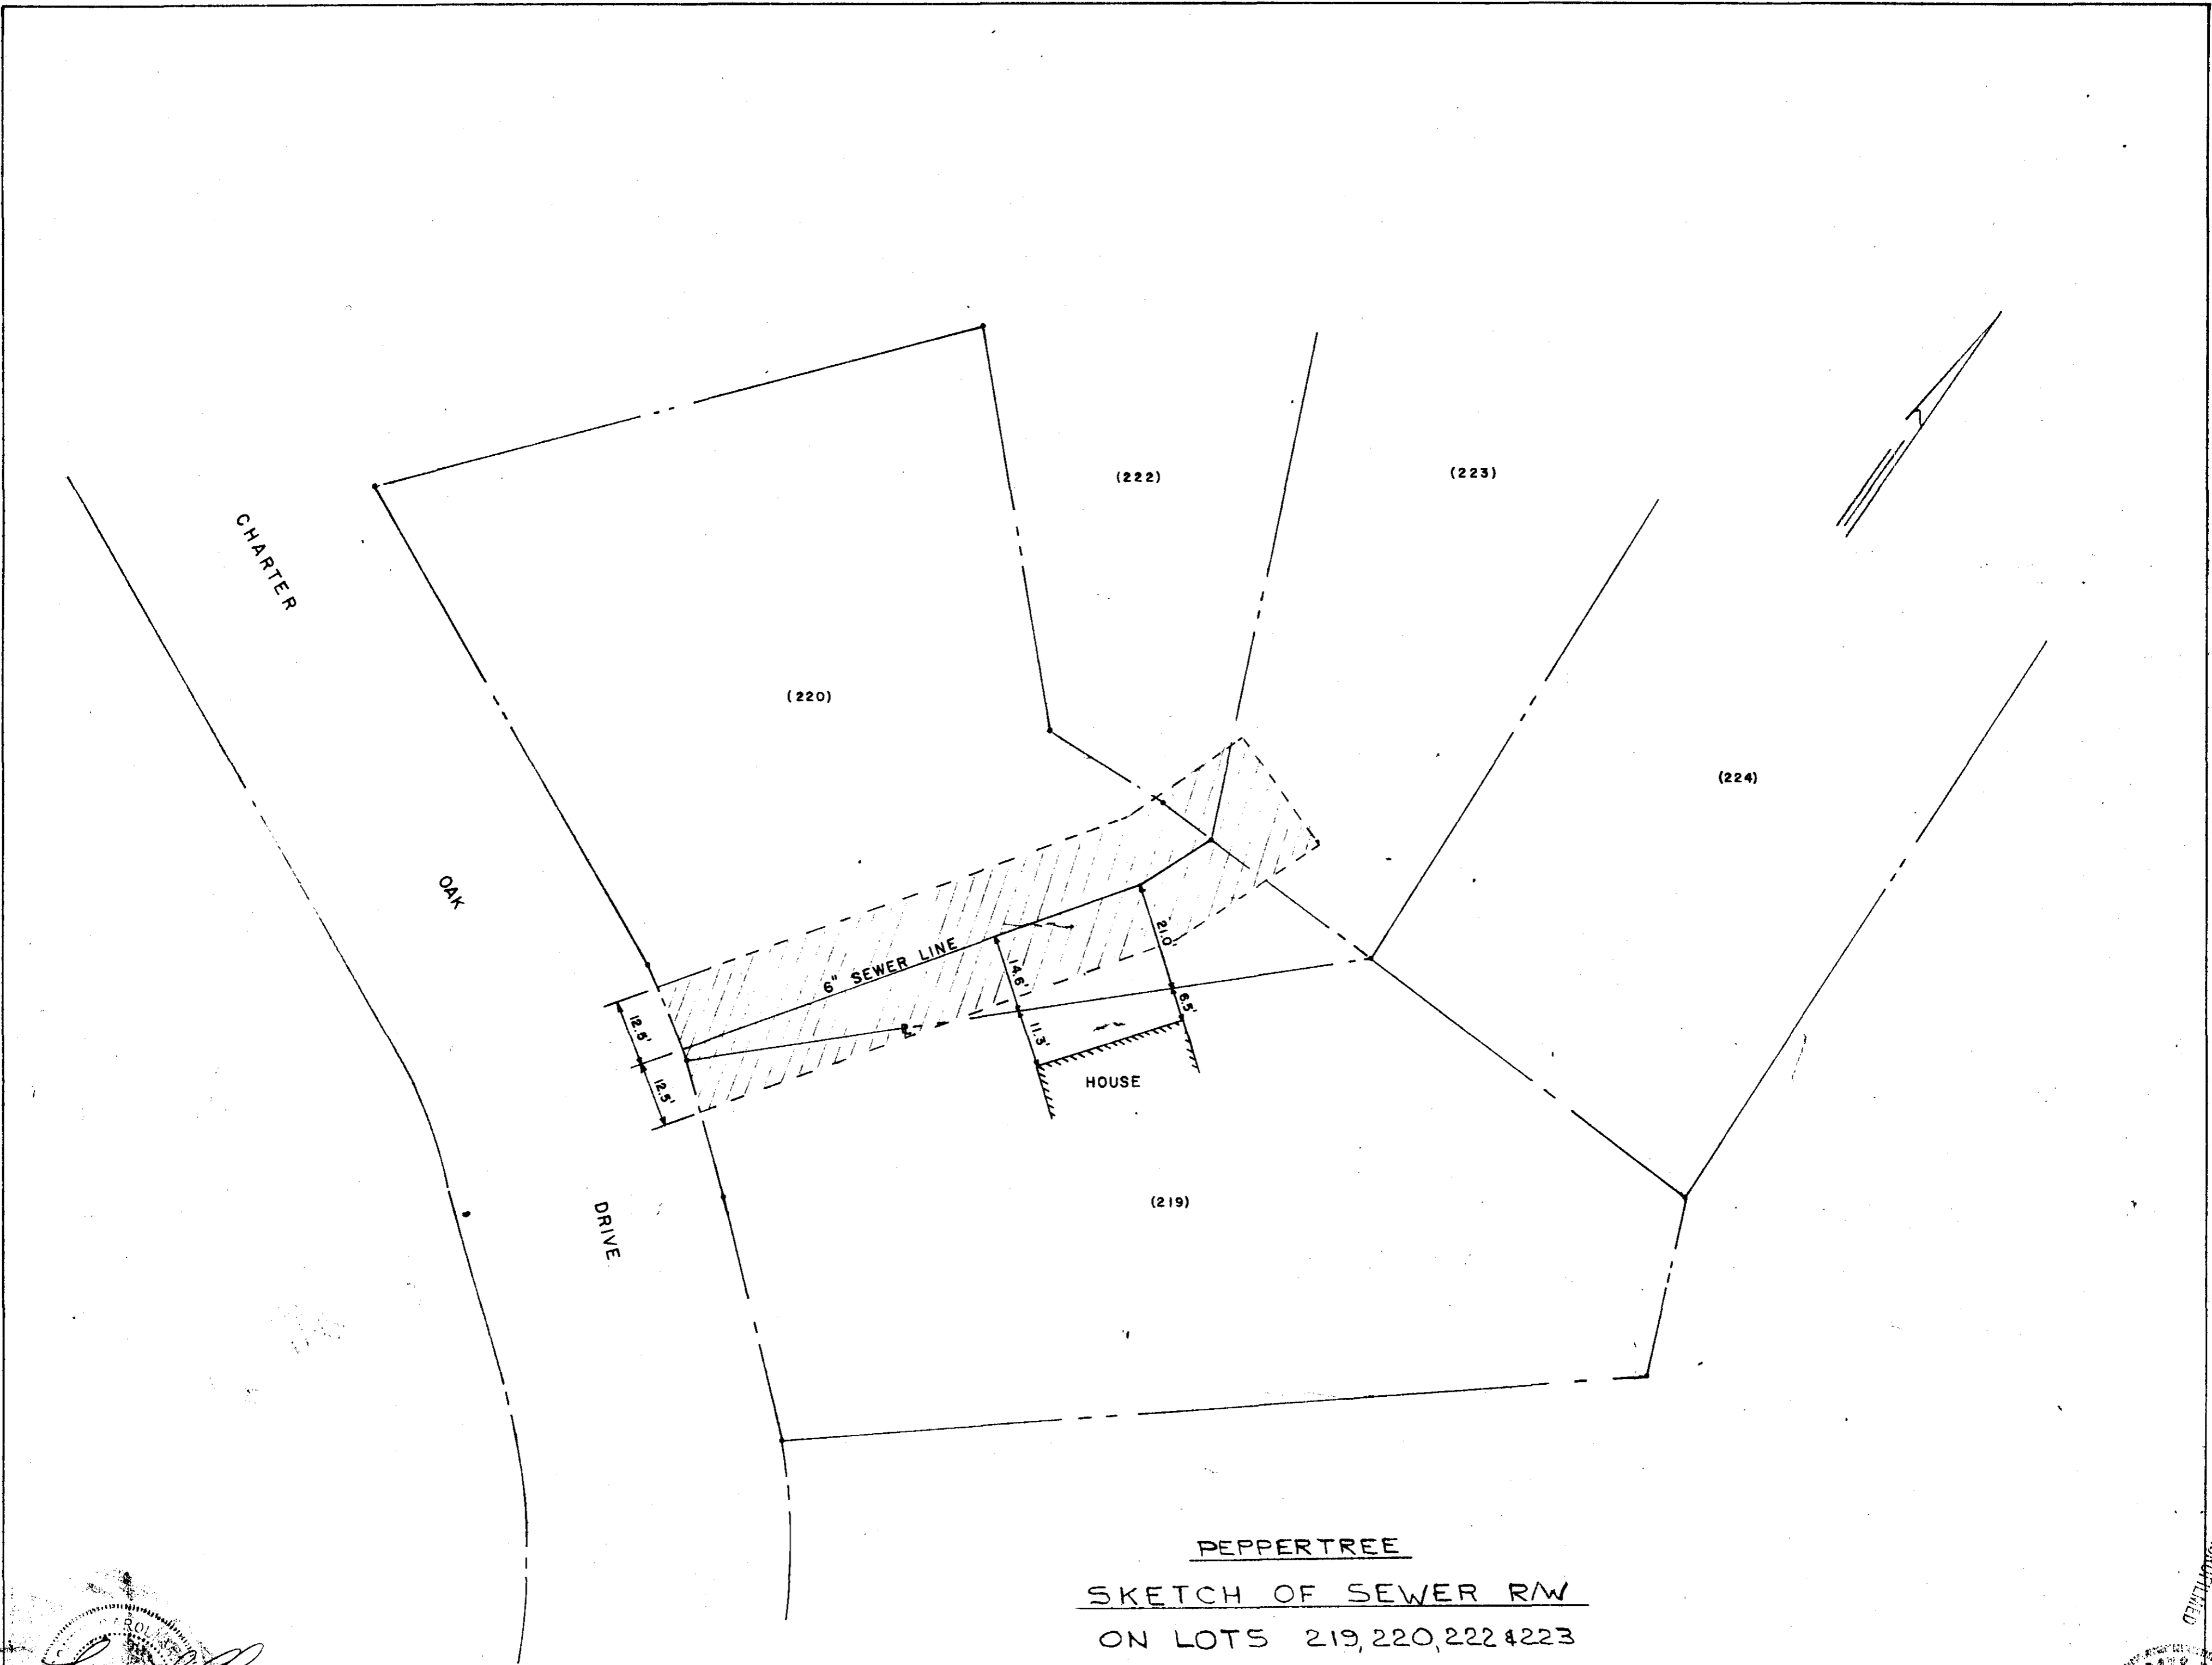 CHARTER
(222)
(223)
(220)
(224)
OAK
6" SEWER LINE
21.0'
14.6'
6.5'
11.3'
12.5'
12.5'
HOUSE
DRIVE
(219)
PEPPERTREE
SKETCH OF SEWER R/W
ON LOTS 219, 220, 222 & 223